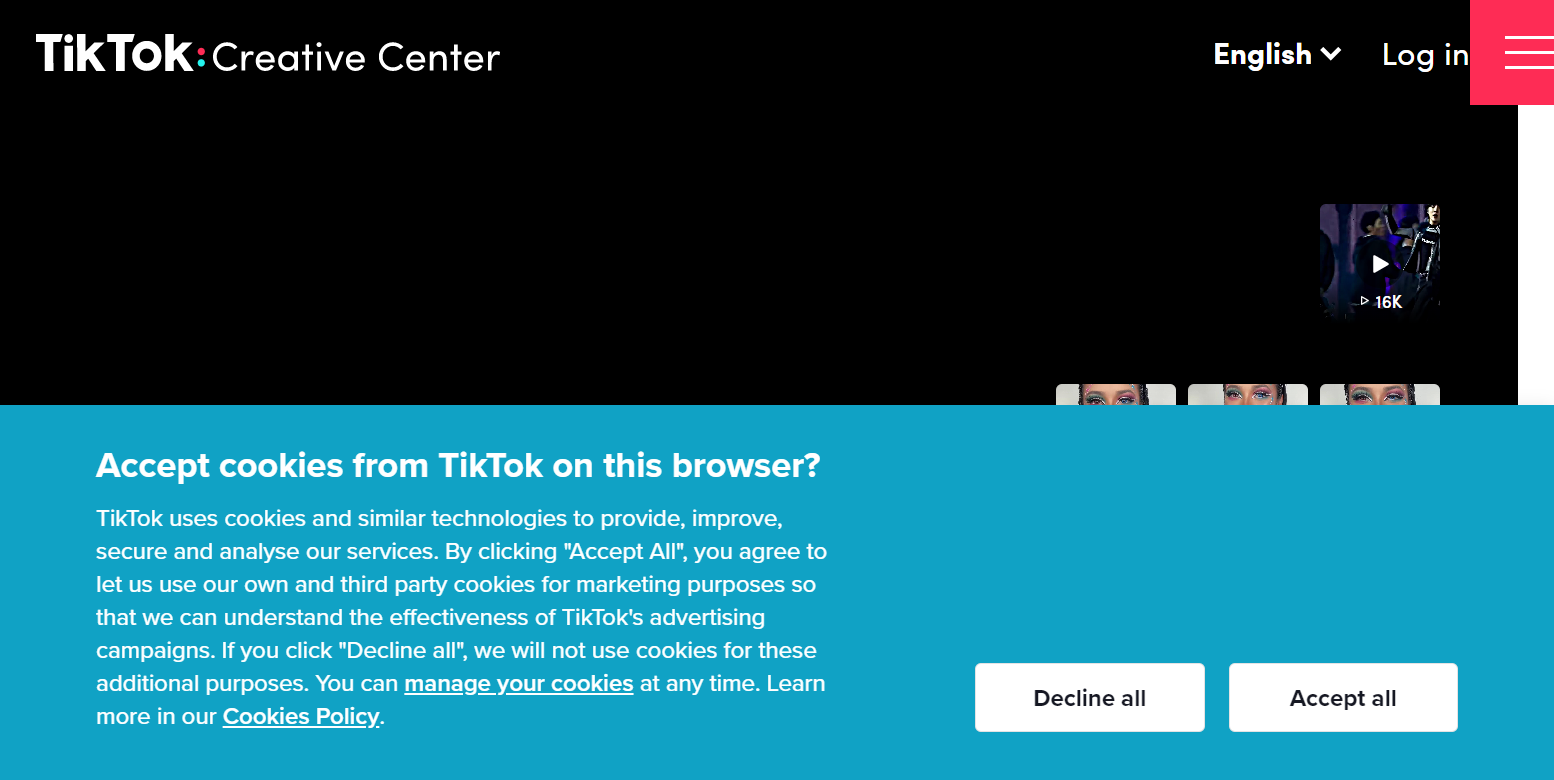 TikTok: Creative Center
English
Log in
16K
Accept cookies from TikTok on this browser?
TikTok uses cookies and similar technologies to provide, improve,
secure and analyse our services. By clicking "Accept All", you agree to
let us use our own and third party cookies for marketing purposes so
that we can understand the effectiveness of TikTok's advertising
campaigns. If you click "Decline all", we will not use cookies for these
additional purposes. You can manage your cookies at any time. Learn
more in our Cookies Policy.
Decline all
Accept all